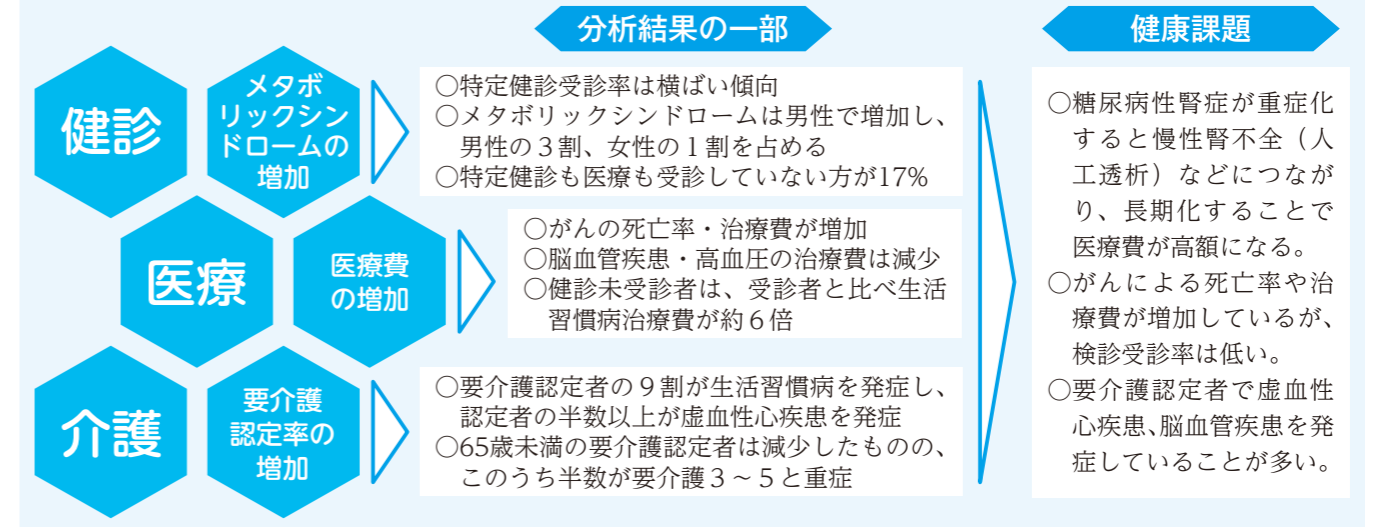 分析結果の一部
健康課題
健診
メタボ
リックシン
ドロームの
増加
○特定健診受診率は横ばい傾向
○メタボリックシンドロームは男性で増加し、
男性の３割、女性の１割を占める
○特定健診も医療も受診していない方が17%
医療
医療費
の増加
○がんの死亡率・治療費が増加
○脳血管疾患・高血圧の治療費は減少
○健診未受診者は、受診者と比べ生活
習慣病治療費が約６倍
介護
要介護
認定率の
増加
○要介護認定者の９割が生活習慣病を発症し、
認定者の半数以上が虚血性心疾患を発症
○65歳未満の要介護認定者は減少したものの、
このうち半数が要介護３～５と重症
○糖尿病性腎症が重症化
すると慢性腎不全（人
工透析）などにつなが
り、長期化することで
医療費が高額になる。
○がんによる死亡率や治
療費が増加しているが、
検診受診率は低い。
○要介護認定者で虚血性
心疾患、脳血管疾患を発
症していることが多い。